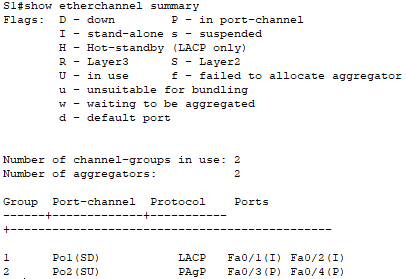 S1#show etherchannel summary
Flags:  D - down        P - in port-channel
        I - stand-alone s - suspended
        H - Hot-standby (LACP only)
        R - Layer3      S - Layer2
        U - in use      f - failed to allocate aggregator
        u - unsuitable for bundling
        w - waiting to be aggregated
        d - default port
Number of channel-groups in use: 2
Number of aggregators:           2
Group  Port-channel  Protocol    Ports
------+-------------+-----------
+----------------------------------------------
1      Po1(SD)           LACP   Fa0/1(I) Fa0/2(I)
2      Po2(SU)           PAgP   Fa0/3(P) Fa0/4(P)